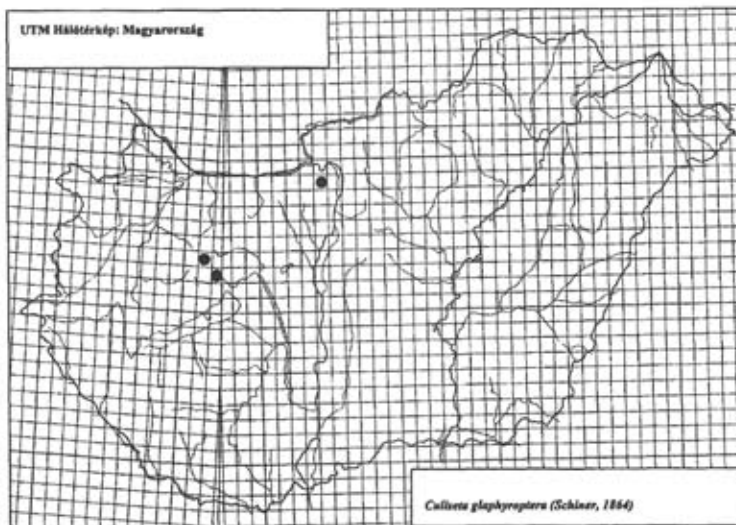 UTM Hálótérkép: Magyarország
Culiseta glaphyroptera (Schiner, 1864)